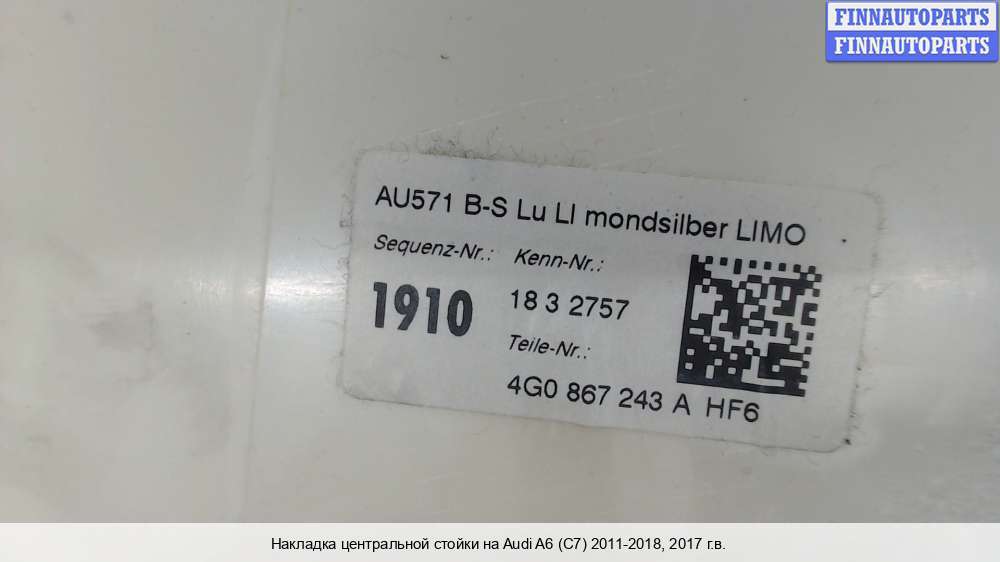 FINNAUTOPARTS
FINNAUTOPARTS
AU571 B-S Lu LI mondsilber LIMO
Sequenz-Nr.: Kenn-Nr.:
1910 18 3 2757
Teile-Nr.:
4G0 867 243 A HF6
Накладка центральной стойки на Audi A6 (C7) 2011-2018, 2017 г.в.